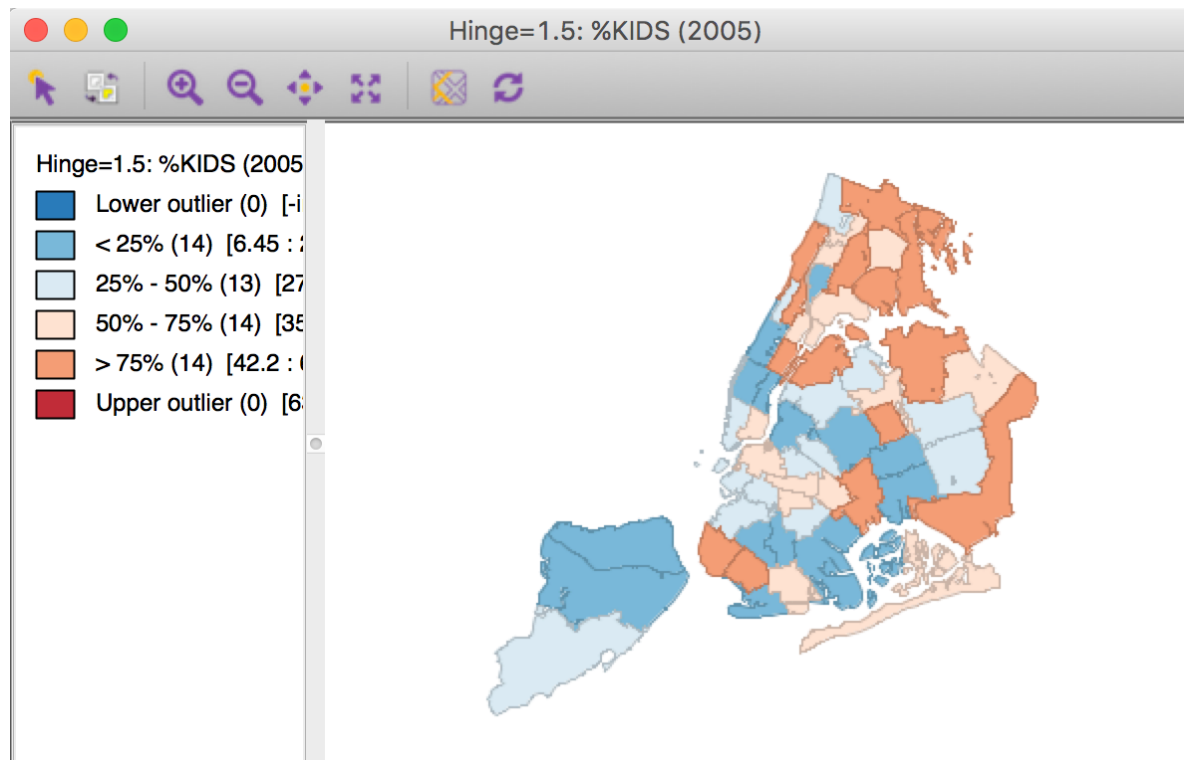 Hinge=1.5: %KIDS (2005)
Hinge=1.5: %KIDS (2005
Lower outlier (0) [-i
< 25% (14) [6.45 :
25% - 50% (13) [27
50% - 75% (14) [35
> 75% (14) [42.2 :
Upper outlier (0) [6